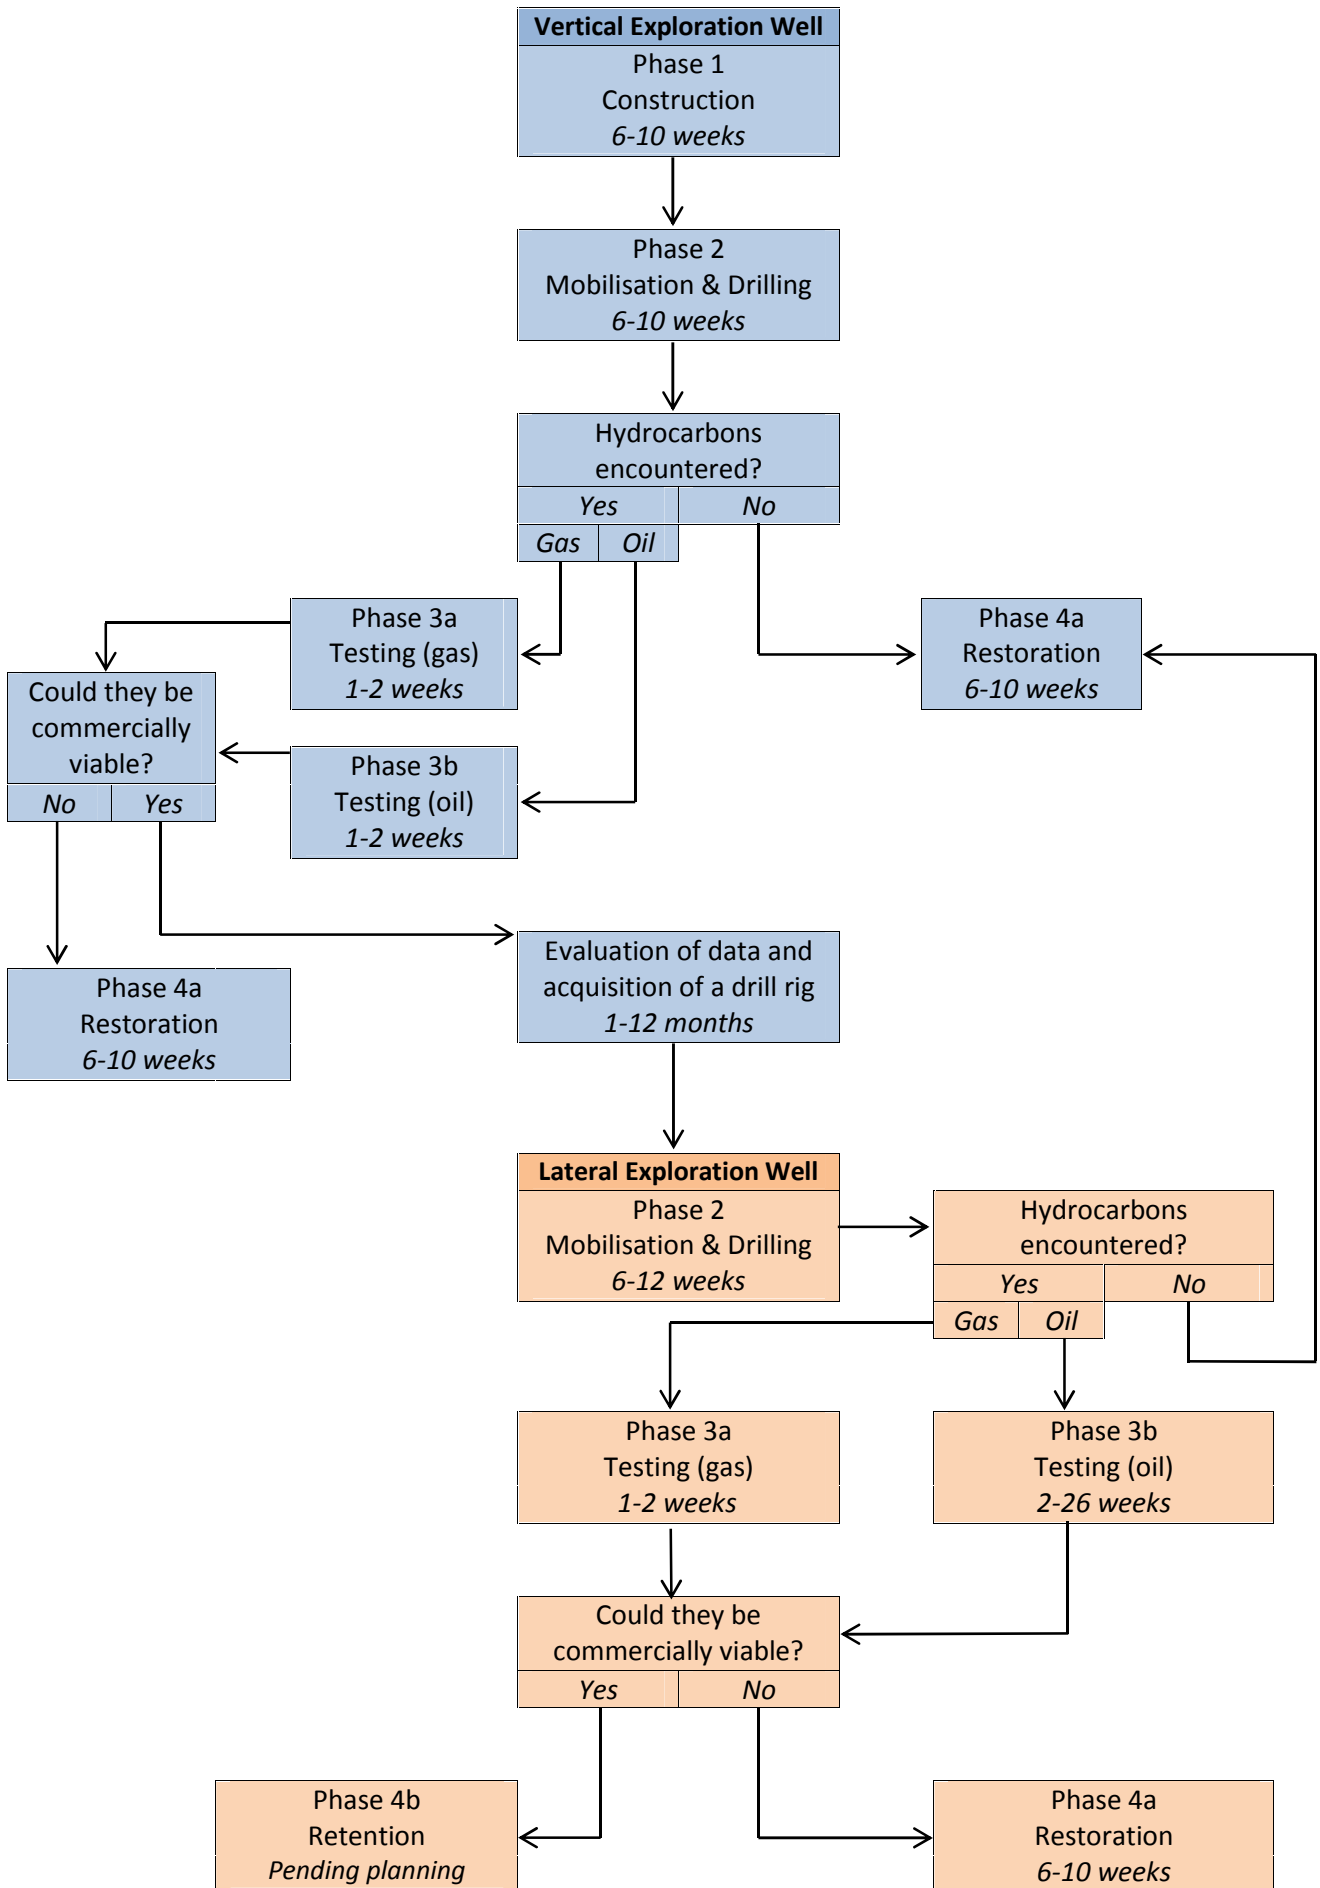 Vertical Exploration Well
Phase 1
Construction
6-10 weeks
Phase 2
Mobilisation & Drilling
6-10 weeks
Hydrocarbons
encountered?
Yes
No
Gas
Oil
Phase 3a
Testing (gas)
1-2 weeks
Phase 4a
Restoration
6-10 weeks
Could they be
commercially
viable?
No
Yes
Phase 3b
Testing (oil)
1-2 weeks
Evaluation of data and
acquisition of a drill rig
1-12 months
Phase 4a
Restoration
6-10 weeks
Lateral Exploration Well
Phase 2
Mobilisation & Drilling
6-12 weeks
Hydrocarbons
encountered?
Yes
No
Gas
Oil
Phase 3a
Testing (gas)
1-2 weeks
Phase 3b
Testing (oil)
2-26 weeks
Could they be
commercially viable?
Yes
No
Phase 4b
Retention
Pending planning
Phase 4a
Restoration
6-10 weeks